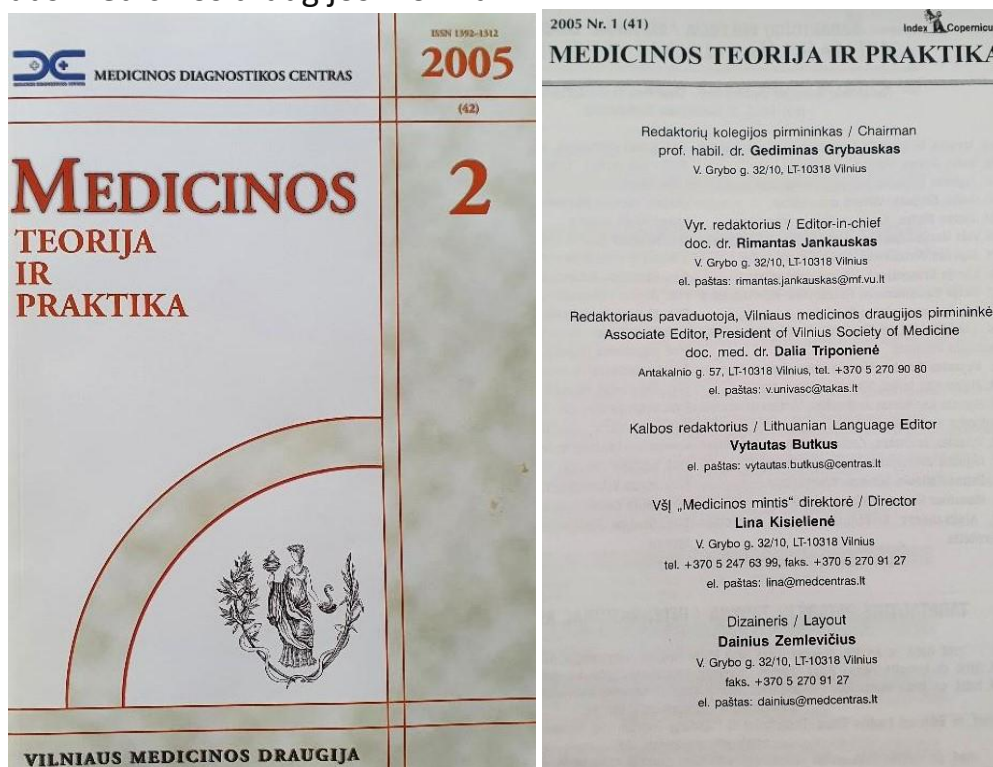 MEDICINOS DIAGNOSTIKOS CENTRAS
ISSN 1392-1312
2005
(42)
MEDICINOS
TEORIJA
IR
PRAKTIKA
2
VILNIAUS MEDICINOS DRAUGIJA
2005 Nr. 1 (41)
Index Copernicu
MEDICINOS TEORIJA IR PRAKTIKA
Redaktorių kolegijos pirmininkas / Chairman
prof. habil. dr. Gediminas Grybauskas
V. Grybo g. 32/10, LT-10318 Vilnius
Vyr. redaktorius / Editor-in-chief
doc. dr. Rimantas Jankauskas
V. Grybo g. 32/10, LT-10318 Vilnius
el. paštas: rimantas.jankauskas@mf.vu.lt
Redaktoriaus pavaduotoja, Vilniaus medicinos draugijos pirmininkė
Associate Editor, President of Vilnius Society of Medicine
doc. med. dr. Dalia Triponienė
Antakalnio g. 57, LT-10318 Vilnius, tel. +370 5 270 90 80
el. paštas: v.univasc@takas.lt
Kalbos redaktorius / Lithuanian Language Editor
Vytautas Butkus
el. paštas: vytautas.butkus@centras.lt
VšĮ „Medicinos mintis“ direktorė / Director
Lina Kisielienė
V. Grybo g. 32/10, LT-10318 Vilnius
tel. +370 5 247 63 99, faks. +370 5 270 91 27
el. paštas: lina@medcentras.lt
Dizaineris / Layout
Dainius Zemlevičius
V. Grybo g. 32/10, LT-10318 Vilnius
faks. +370 5 270 91 27
el. paštas: dainius@medcentras.lt